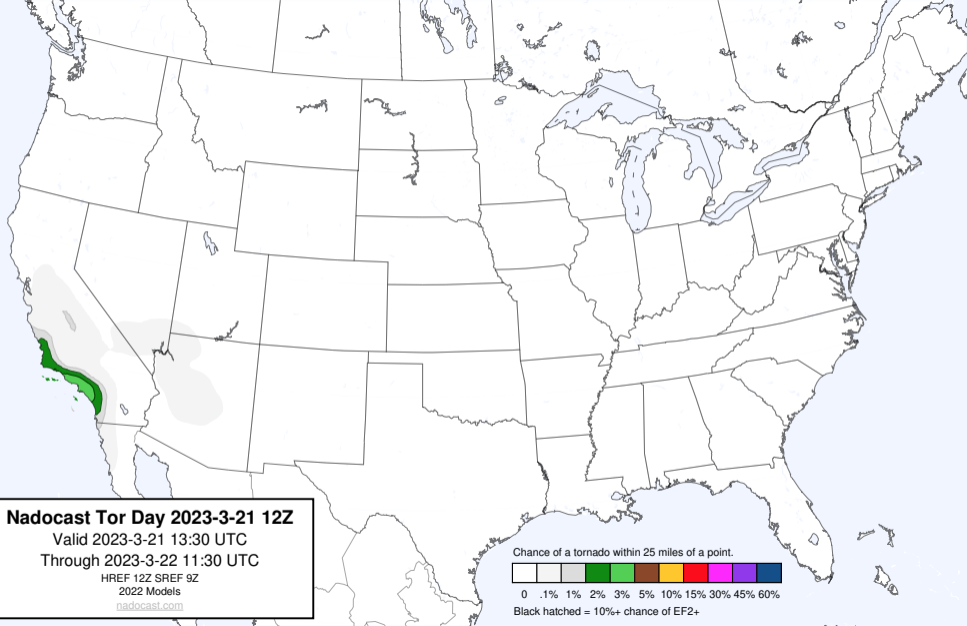 Nadocast Tor Day 2023-3-21 12Z
Valid 2023-3-21 13:30 UTC
Through 2023-3-22 11:30 UTC
HREF 12Z SREF 9Z
2022 Models
nadocast.com
Chance of a tornado within 25 miles of a point.
0 .1% 1% 2% 3% 5% 10% 15% 30% 45% 60%
Black hatched = 10%+ chance of EF2+